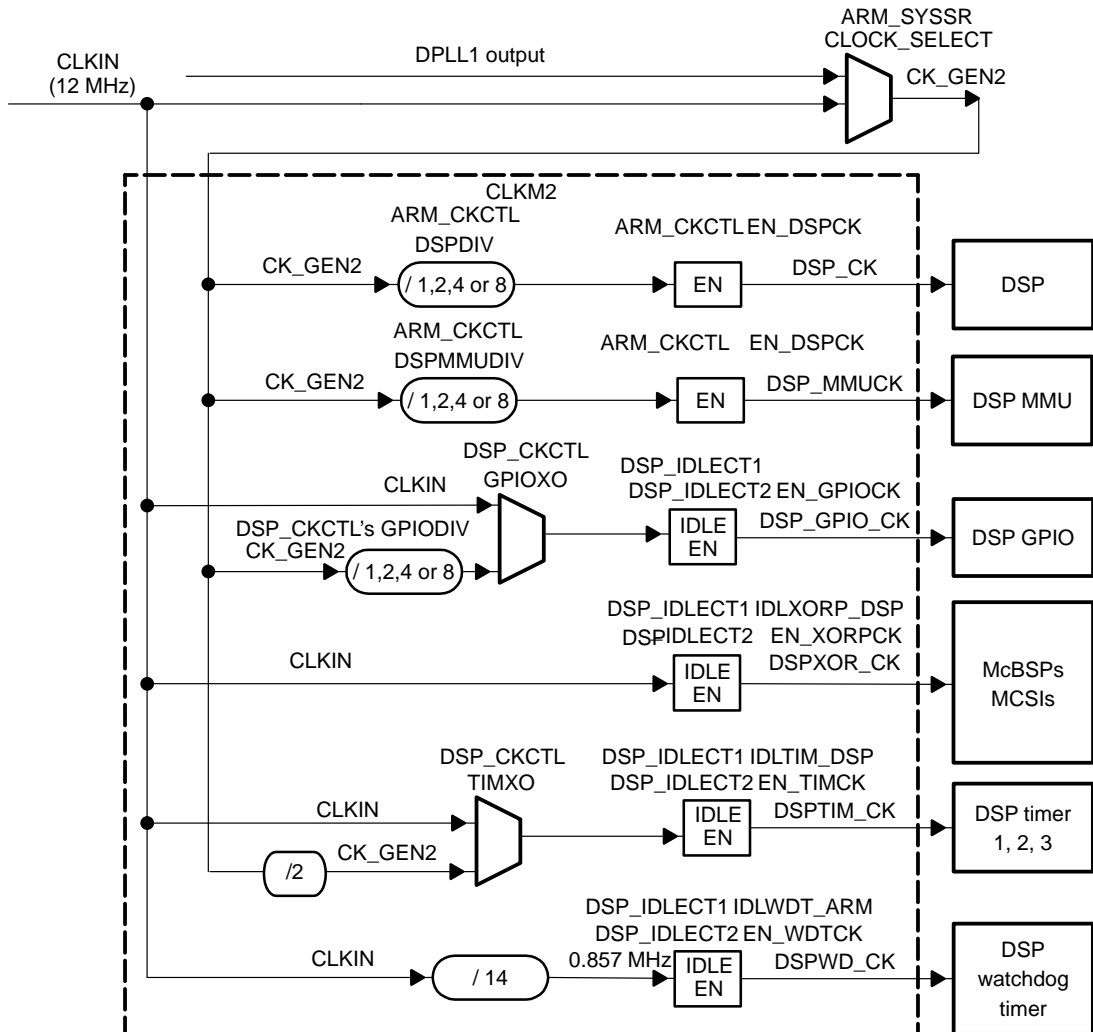 ARM_SYSSR
CLOCK_SELECT
CLKIN
(12 MHz)
DPLL1 output
CK_GEN2
CLKM2
ARM_CKCTL
DSPDIV
ARM_CKCTL EN_DSPCK
CK_GEN2
/ 1,2,4 or 8
EN
DSP_CK
DSP
ARM_CKCTL
DSPMMUDIV
ARM_CKCTL EN_DSPCK
CK_GEN2
/ 1,2,4 or 8
EN
DSP_MMUCK
DSP MMU
DSP_CKCTL
GPIOXO
DSP_IDLECT1
DSP_IDLECT2 EN_GPIOCK
CLKIN
DSP_CKCTL's GPIODIV
CK_GEN2
/ 1,2,4 or 8
IDLE
EN
DSP_GPIO_CK
DSP GPIO
DSP_IDLECT1 IDLXORP_DSP
DSP_IDLECT2 EN_XORPCK
CLKIN
IDLE
EN
DSPXOR_CK
McBSPs
MCSIs
DSP_CKCTL
TIMXO
DSP_IDLECT1 IDLTIM_DSP
DSP_IDLECT2 EN_TIMCK
CLKIN
/2
CK_GEN2
IDLE
EN
DSPTIM_CK
DSP timer
1, 2, 3
DSP_IDLECT1 IDLWDT_ARM
DSP_IDLECT2 EN_WDTCK
CLKIN
/ 14
0.857 MHz
IDLE
EN
DSPWD_CK
DSP
watchdog
timer